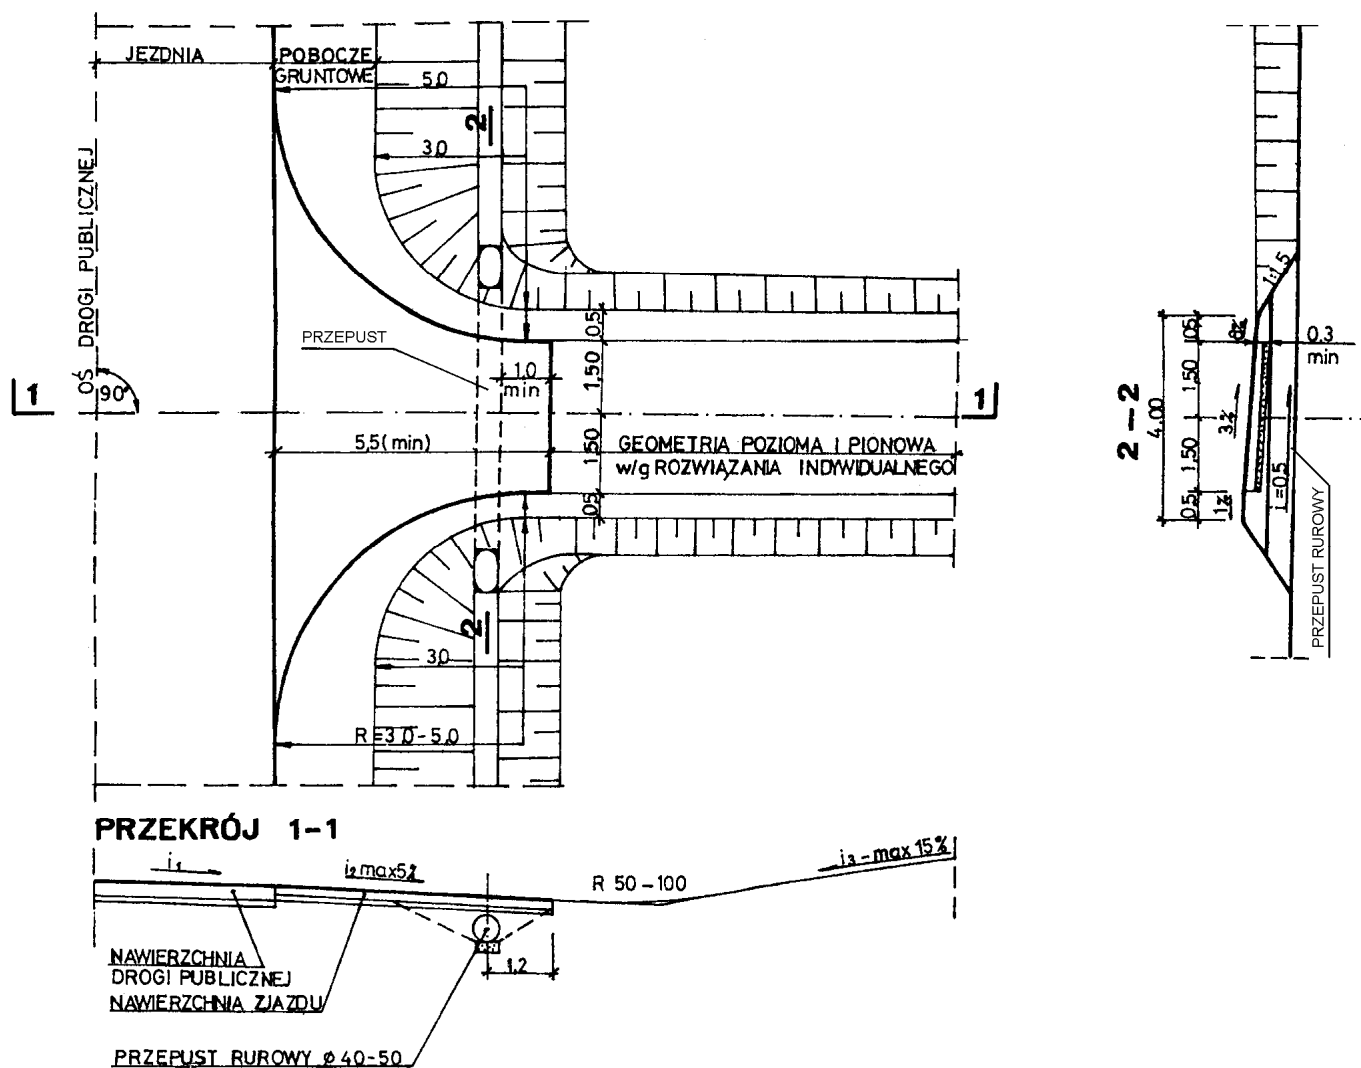 JEZDNIA
POBOCZE
GRUNTOWE
5.0
3.0
2
OŚ DROGI PUBLICZNEJ
90°
1
PRZEPUST
1.0
min
0.5
1.50
1
5,5(min)
1.50
GEOMETRIA POZIOMA I PIONOWA
w/g ROZWIĄZANIA INDYWIDUALNEGO
0.5
2
3.0
R=3.0-5.0
1:1,5
8%
0.3
min
0.5
1.50
4.00
3%
1.50
0.5
1%
i=0,5
2-2
PRZEPUST RUROWY
PRZEKRÓJ 1-1
i1
i2 max5%
R 50-100
i3-max 15%
1.2
NAWIERZCHNIA
DROGI PUBLICZNEJ
NAWIERZCHNIA ZJAZDU
PRZEPUST RUROWY ø 40-50